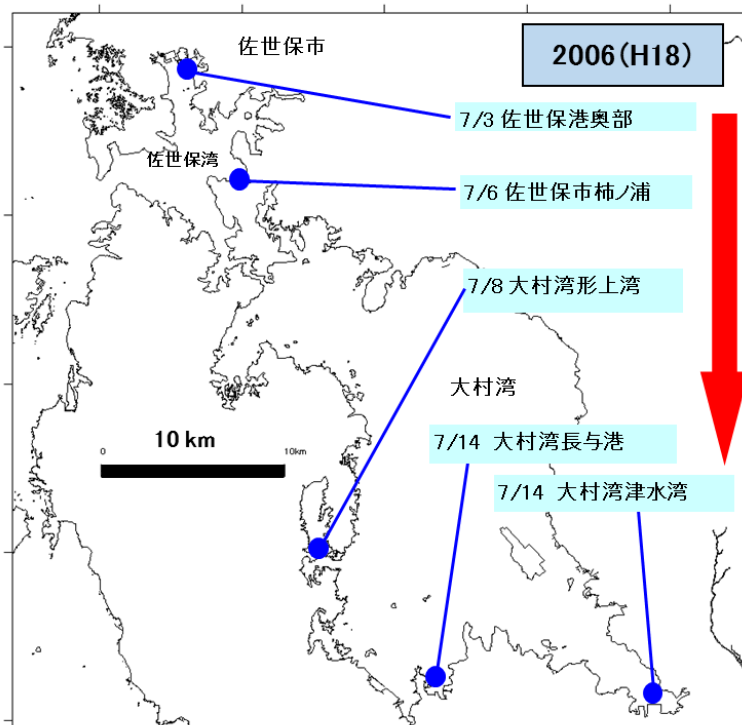 佐世保市
2006(H18)
7/3 佐世保港奥部
佐世保湾
7/6 佐世保市柿ノ浦
7/8 大村湾形上湾
大村湾
10 km
0 10km
7/14 大村湾長与港
7/14 大村湾津水湾